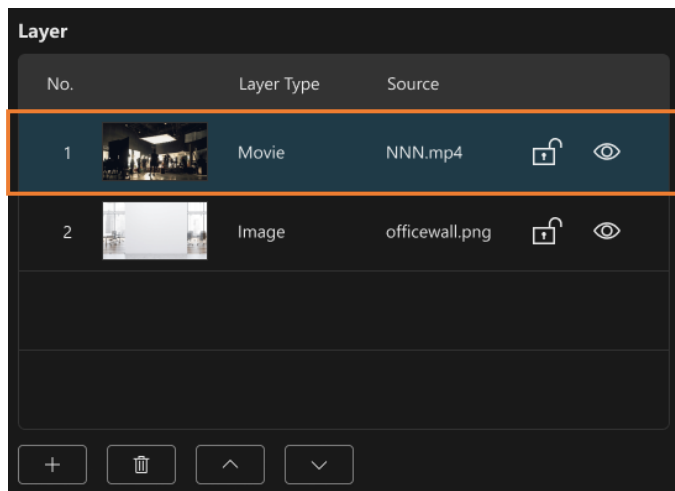 Layer
No. Layer Type Source
1 Movie NNN.mp4
2 Image officewall.png